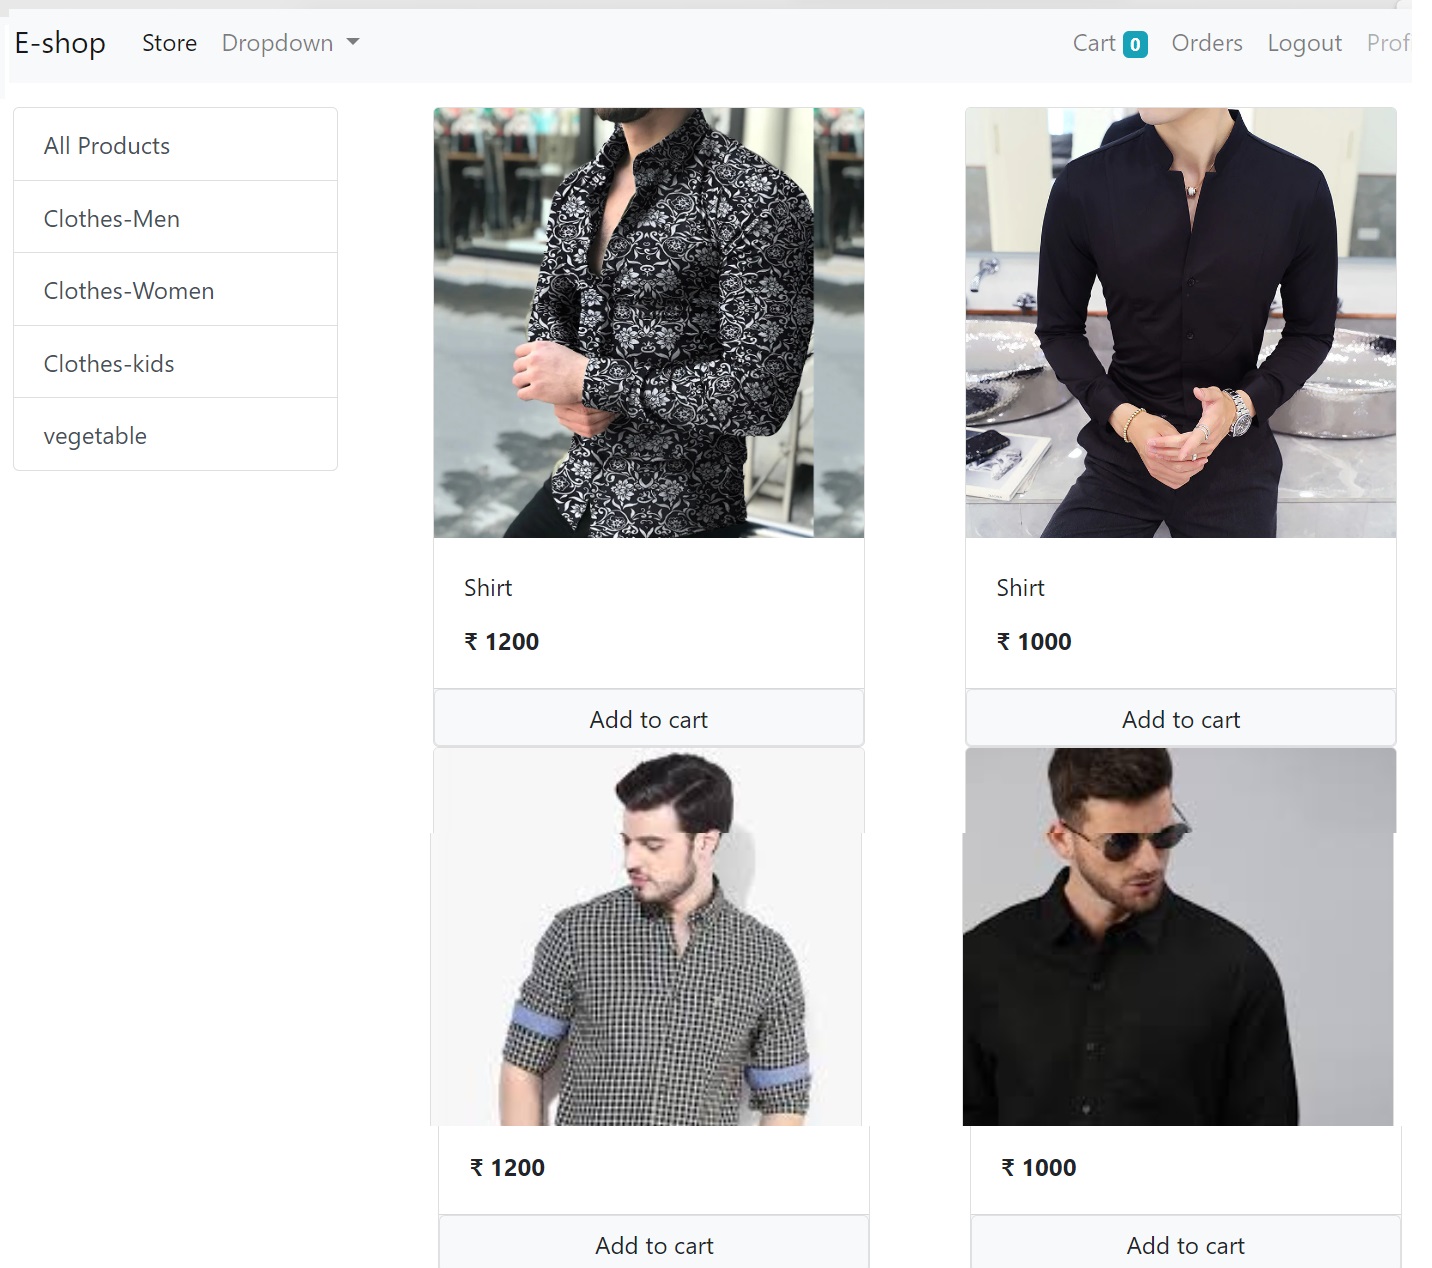 E-shop Store Dropdown Cart 0 Orders Logout Prof
All Products
Clothes-Men
Clothes-Women
Clothes-kids
vegetable
Shirt
₹ 1200
Add to cart
Shirt
₹ 1000
Add to cart
₹ 1200
Add to cart
₹ 1000
Add to cart